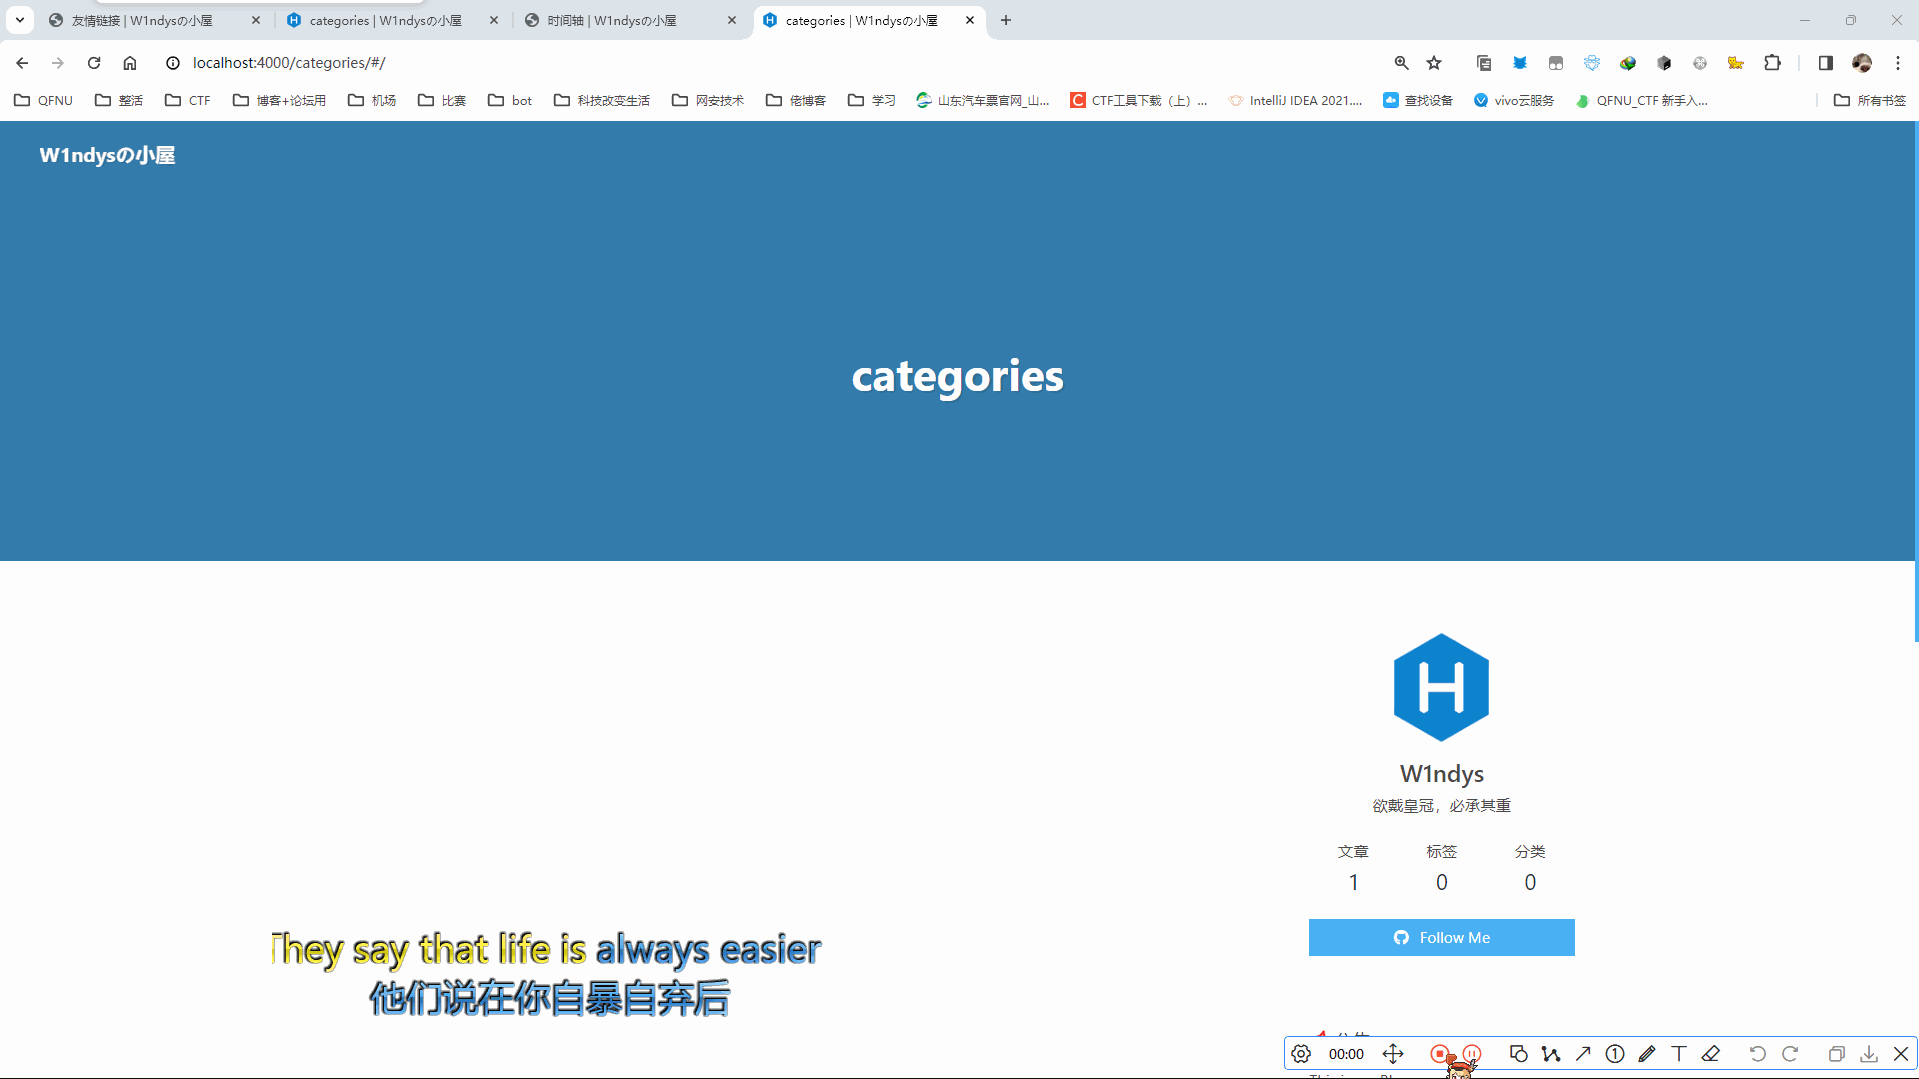 友情链接 | W1ndysの小屋
categories | W1ndysの小屋
时间轴 | W1ndysの小屋
categories | W1ndysの小屋
localhost:4000/categories/#/
QFNU
整活
CTF
博客+论坛用
机场
比赛
bot
科技改变生活
网安技术
佬博客
学习
山东汽车票官网_山...
CTF工具下载（上）...
IntelliJ IDEA 2021....
查找设备
vivo云服务
QFNU_CTF 新手入...
所有书签
W1ndysの小屋
categories
W1ndys
欲戴皇冠，必承其重
文章 标签 分类
1 0 0
Follow Me
They say that life is always easier
他们说在你自暴自弃后
00:00